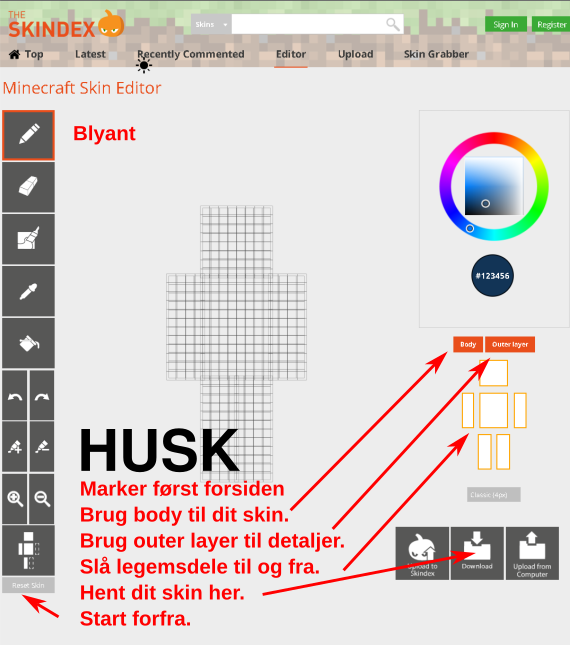 THE
SKINDEX
Skins
Sign In
Register
Top
Latest
Recently Commented
Editor
Upload
Skin Grabber
Minecraft Skin Editor
Blyant
#123456
Body
Outer layer
HUSK
Marker først forsiden
Brug body til dit skin.
Brug outer layer til detaljer.
Slå legemsdele til og fra.
Hent dit skin her.
Start forfra.
Classic (4px)
Upload to
Skindex
Download
Upload from
Computer
Reset Skin